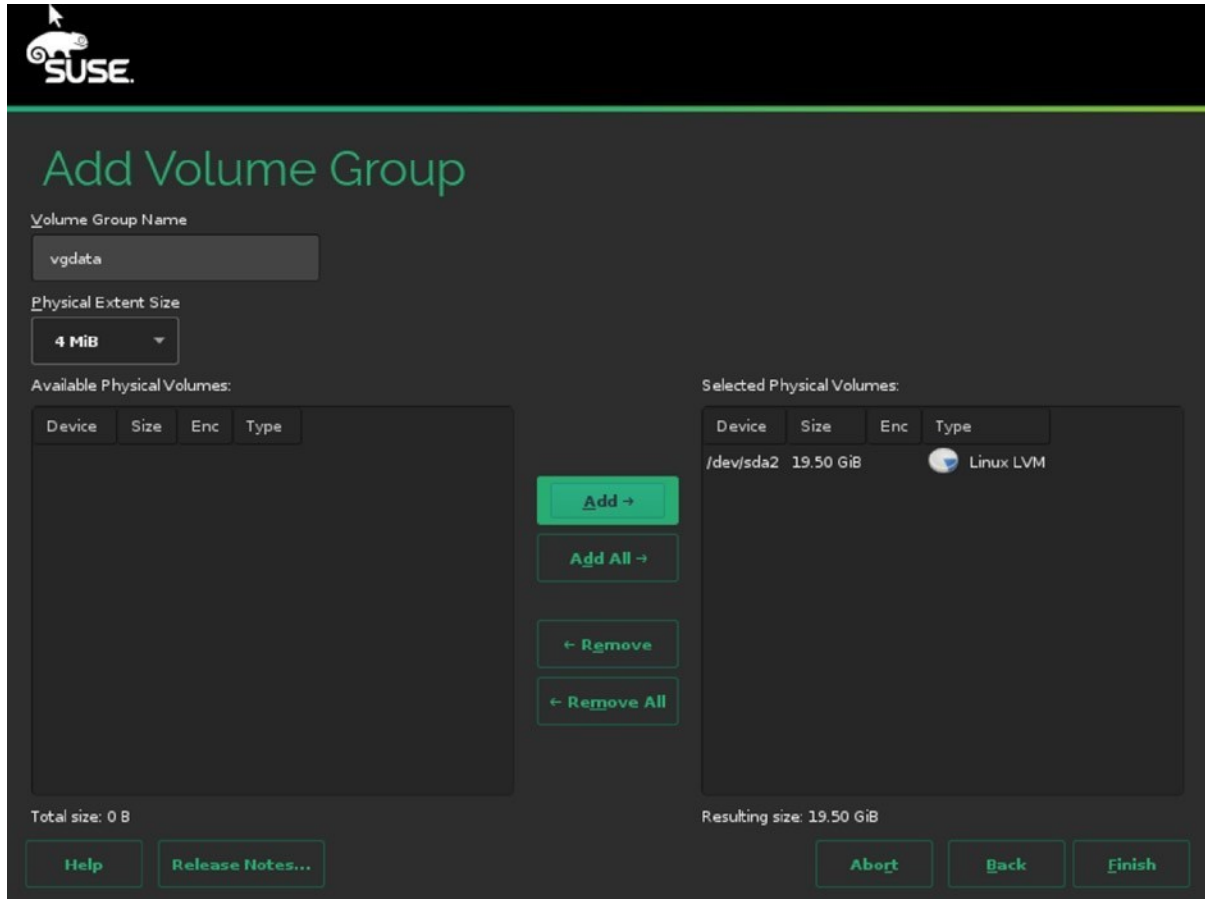 SUSE.
Add Volume Group
Volume Group Name
vgdata
Physical Extent Size
4 MiB
Available Physical Volumes:
Device Size Enc Type
Add →
Add All →
← Remove
← Remove All
Selected Physical Volumes:
Device Size Enc Type
/dev/sda2 19.50 GiB Linux LVM
Total size: 0 B
Resulting size: 19.50 GiB
Help Release Notes... Abort Back Finish